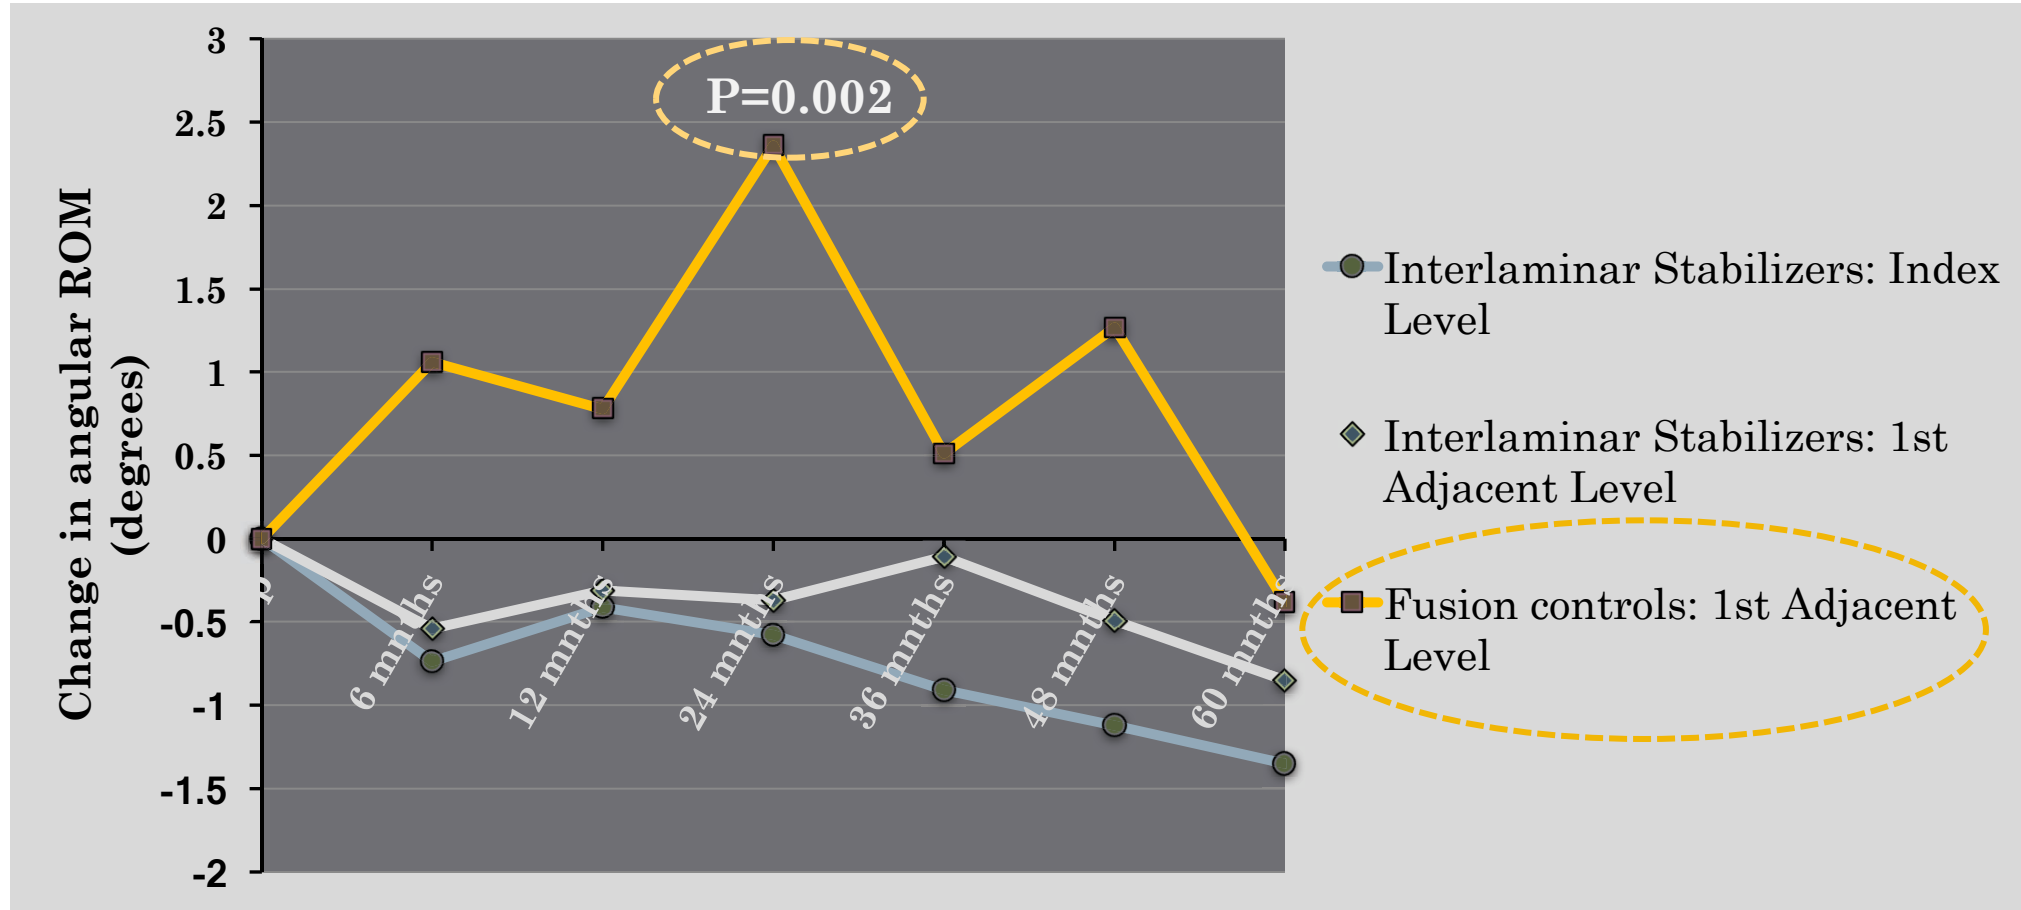 3
2.5
2
1.5
1
0.5
0
-0.5
-1
-1.5
-2
Change in angular ROM
(degrees)
P=0.002
6 mnths
12 mnths
24 mnths
36 mnths
48 mnths
60 mnths
Interlaminar Stabilizers: Index
Level
Interlaminar Stabilizers: 1st
Adjacent Level
Fusion controls: 1st Adjacent
Level